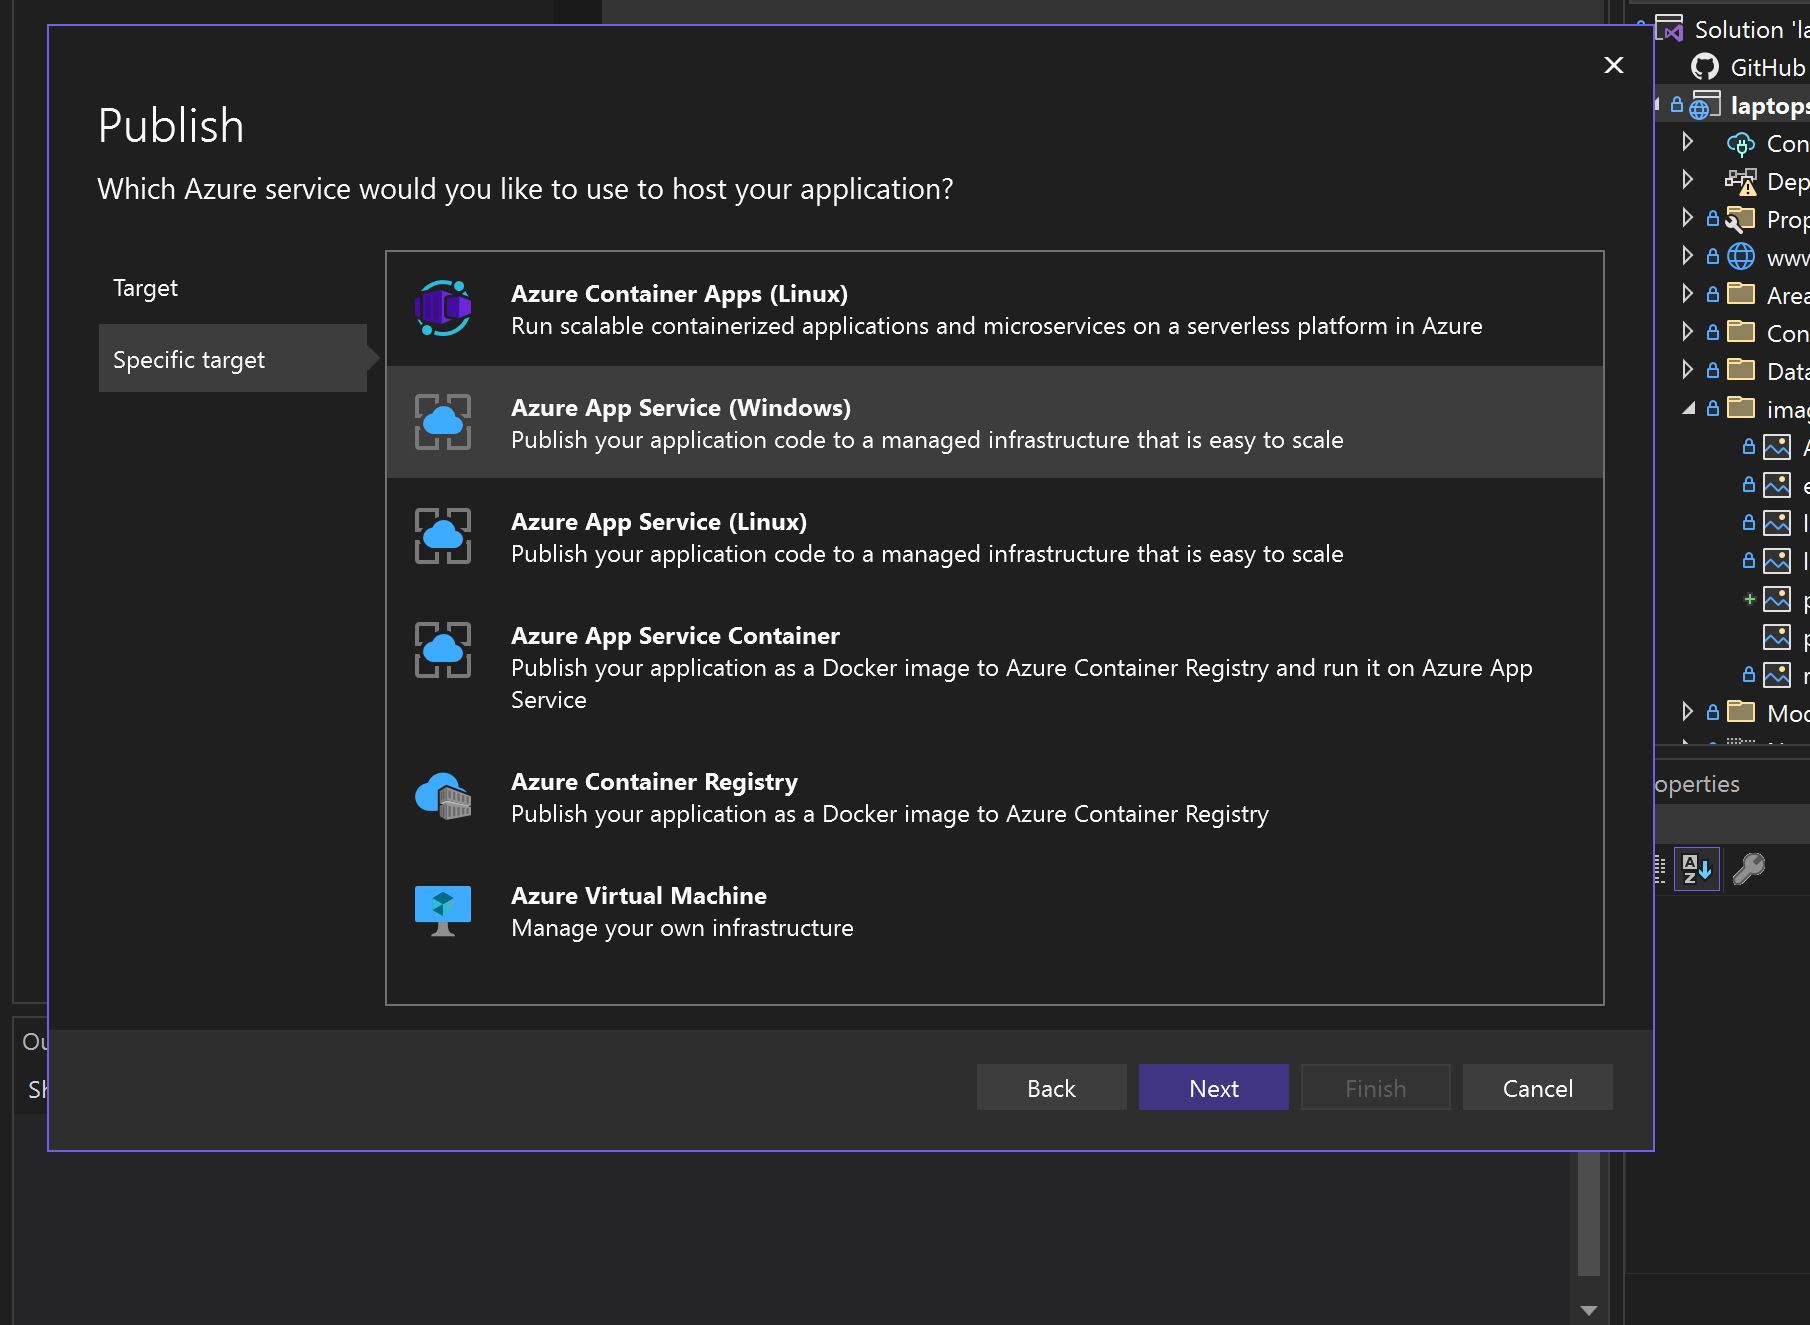 Publish
Which Azure service would you like to use to host your application?
Target
Specific target
Azure Container Apps (Linux)
Run scalable containerized applications and microservices on a serverless platform in Azure
Azure App Service (Windows)
Publish your application code to a managed infrastructure that is easy to scale
Azure App Service (Linux)
Publish your application code to a managed infrastructure that is easy to scale
Azure App Service Container
Publish your application as a Docker image to Azure Container Registry and run it on Azure App
Service
Azure Container Registry
Publish your application as a Docker image to Azure Container Registry
Azure Virtual Machine
Manage your own infrastructure
Back
Next
Finish
Cancel
Solution 'la
GitHub
laptops
Con
Dep
Prop
www
Area
Con
Data
imag
Mod
operties
Ou
Sh